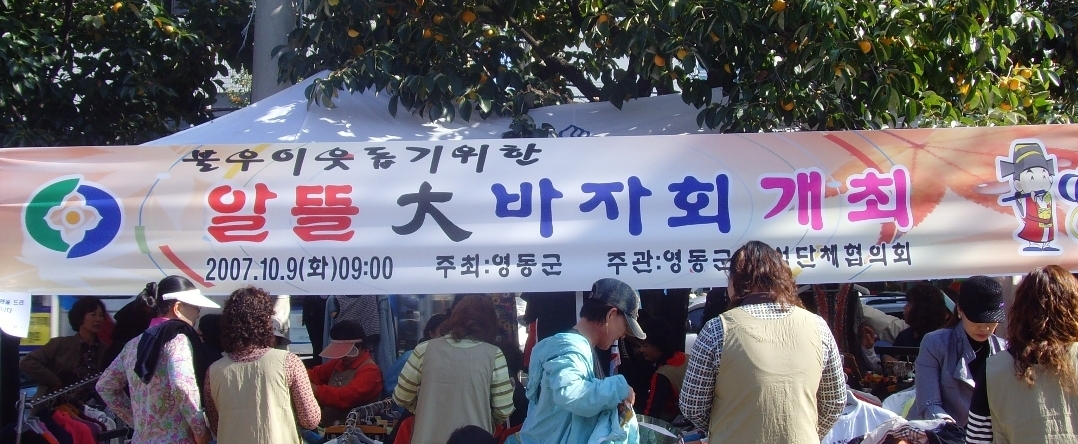 불우이웃돕기위한
알뜰 大 바자회 개최
2007.10.9(화)09:00 주최:영동군 주관:영동군 단체협의회